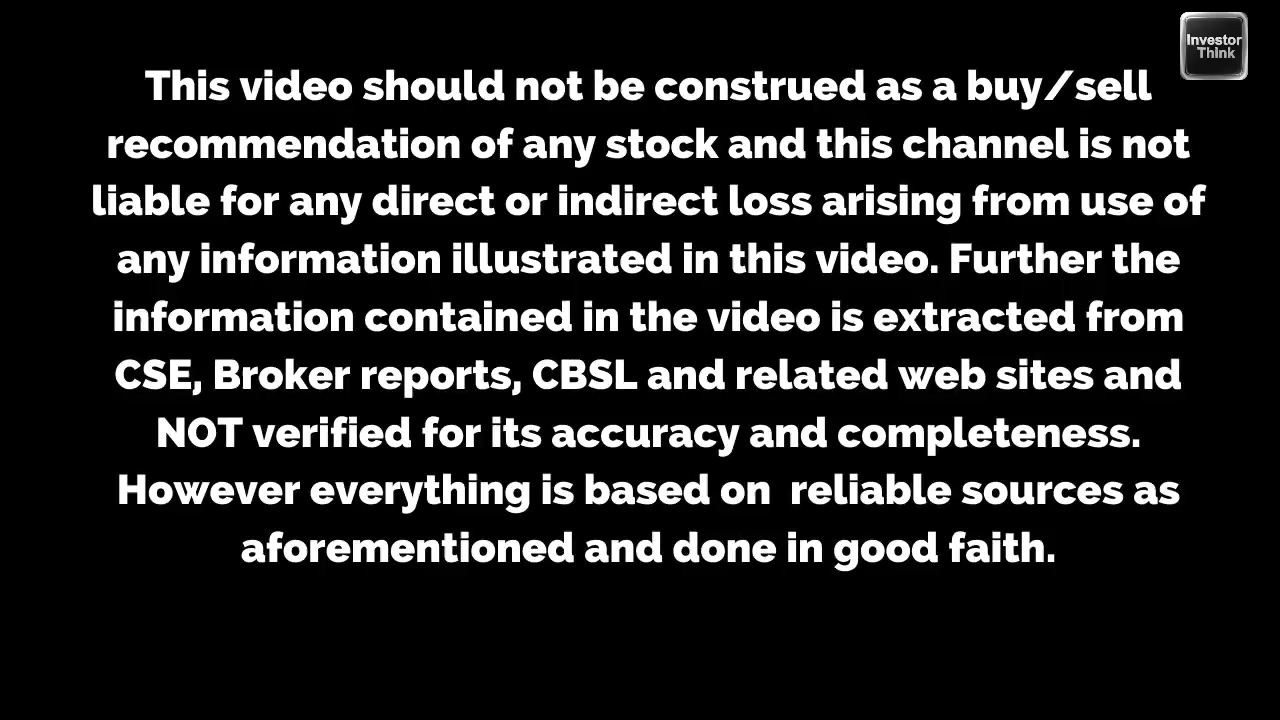 Investor
Think
This video should not be construed as a buy/sell
recommendation of any stock and this channel is not
liable for any direct or indirect loss arising from use of
any information illustrated in this video. Further the
information contained in the video is extracted from
CSE, Broker reports, CBSL and related web sites and
NOT verified for its accuracy and completeness.
However everything is based on  reliable sources as
aforementioned and done in good faith.